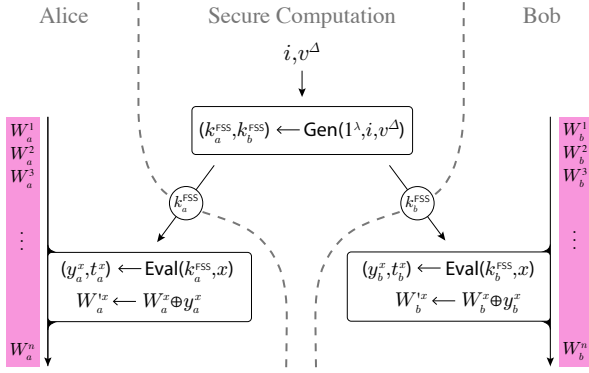 Alice Secure Computation Bob
i,v^Δ
(k_a^FSS,k_b^FSS) ← Gen(1^λ,i,v^Δ)
W_a^1
W_a^2
W_a^3
⋮
W_a^n
k_a^FSS
k_b^FSS
(y_a^x,t_a^x) ← Eval(k_a^FSS,x)
W_a^'x ← W_a^x⊕y_a^x
(y_b^x,t_b^x) ← Eval(k_b^FSS,x)
W_b^'x ← W_b^x⊕y_b^x
W_b^1
W_b^2
W_b^3
⋮
W_b^n